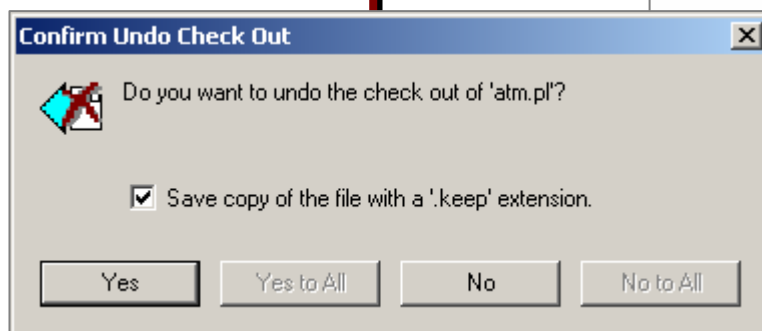 Confirm Undo Check Out
Do you want to undo the check out of 'atm.pl'?
Save copy of the file with a '.keep' extension.
Yes
Yes to All
No
No to All